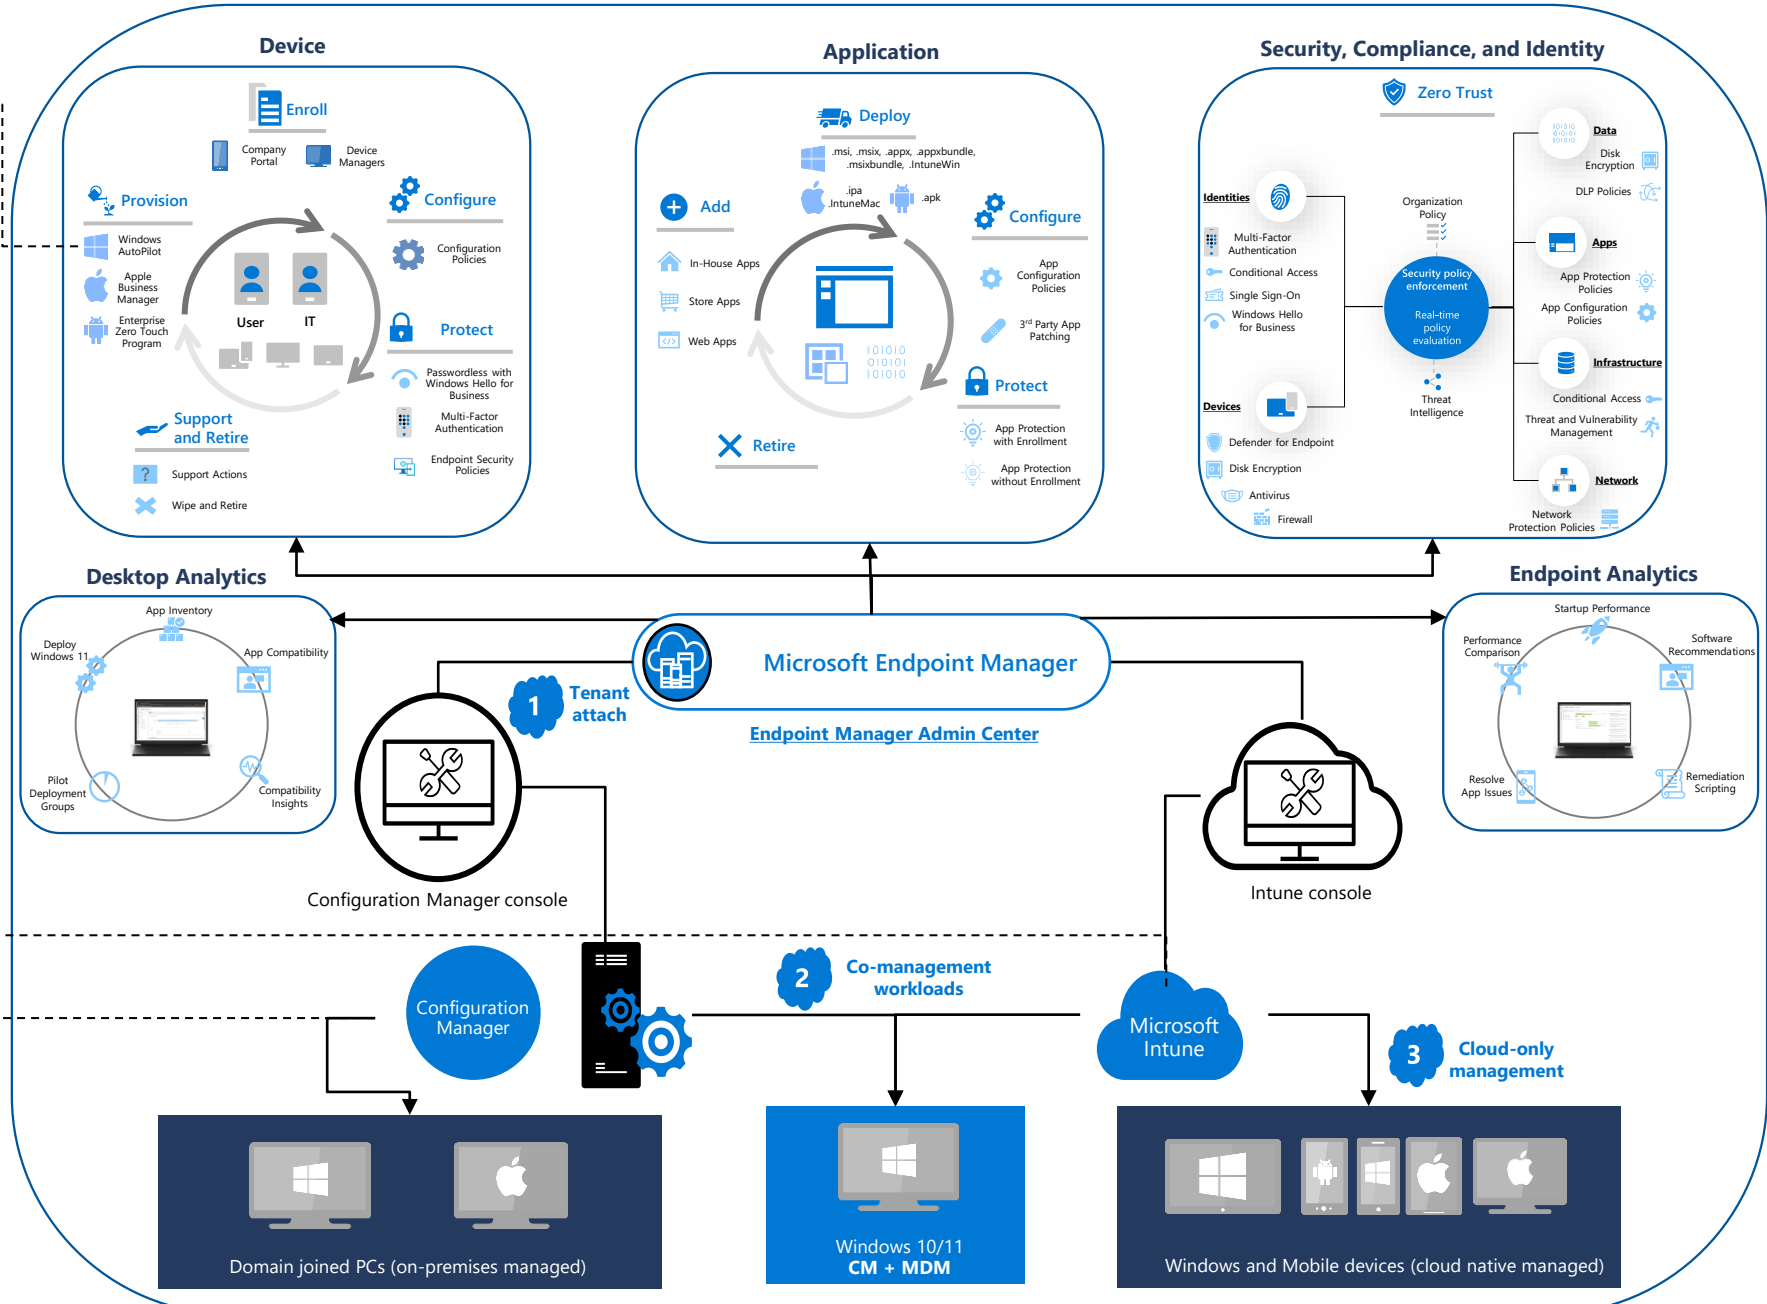 Device
Enroll
Company
Portal
Device
Managers
Provision
Windows
AutoPilot
Apple
Business
Manager
Enterprise
Zero Touch
Program
Configure
Configuration
Policies
User
IT
Protect
Passwordless with
Windows Hello for
Business
Multi-Factor
Authentication
Endpoint Security
Policies
Support
and Retire
?
Support Actions
Wipe and Retire
Application
Deploy
.msi, .msix, .appx, .appxbundle,
.msixbundle, .IntuneWin
.ipa
.IntuneMac
.apk
Add
In-House Apps
Store Apps
Web Apps
Configure
App
Configuration
Policies
3rd Party App
Patching
101010
010101
101010
Protect
App Protection
with Enrollment
App Protection
without Enrollment
Retire
Security, Compliance, and Identity
Zero Trust
Identities
Multi-Factor
Authentication
Conditional Access
Single Sign-On
Windows Hello
for Business
Devices
Defender for Endpoint
Disk Encryption
Antivirus
Firewall
Organization
Policy
Security policy
enforcement
Real-time
policy
evaluation
Threat
Intelligence
Data
Disk
Encryption
DLP Policies
Apps
App Protection
Policies
App Configuration
Policies
Infrastructure
Conditional Access
Threat and Vulnerability
Management
Network
Network
Protection Policies
Desktop Analytics
App Inventory
Deploy
Windows 11
App Compatibility
Pilot
Deployment
Groups
Compatibility
Insights
Endpoint Analytics
Startup Performance
Performance
Comparison
Software
Recommendations
Resolve
App Issues
Remediation
Scripting
Microsoft Endpoint Manager
Endpoint Manager Admin Center
1
Tenant
attach
Configuration Manager console
Intune console
Configuration
Manager
2
Co-management
workloads
Microsoft
Intune
3
Cloud-only
management
Domain joined PCs (on-premises managed)
Windows 10/11
CM + MDM
Windows and Mobile devices (cloud native managed)